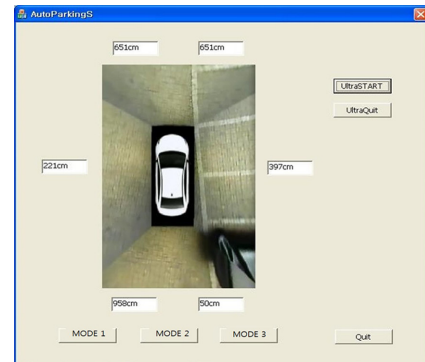 AutoParkingS
651cm
651cm
UltraSTART
UltraQuit
221cm
397cm
958cm
50cm
MODE 1
MODE 2
MODE 3
Quit